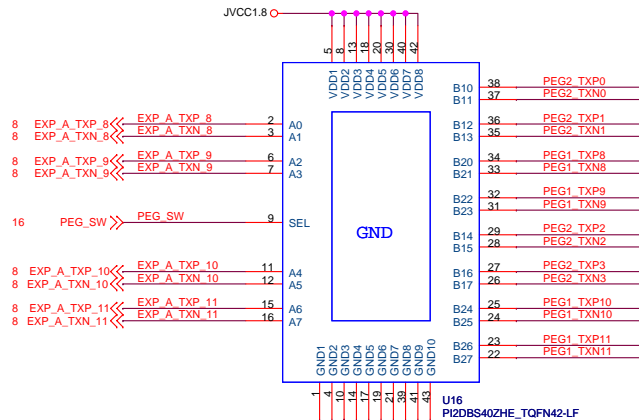 JVCC1.8
5 8 13 18 20 30 40 42
VDD1 VDD2 VDD3 VDD4 VDD5 VDD6 VDD7 VDD8
8 EXP_A_TXP_8 EXP_A_TXP_8 2 A0
8 EXP_A_TXN_8 EXP_A_TXN_8 3 A1
8 EXP_A_TXP_9 EXP_A_TXP_9 6 A2
8 EXP_A_TXN_9 EXP_A_TXN_9 7 A3
16 PEG_SW PEG_SW 9 SEL
8 EXP_A_TXP_10 EXP_A_TXP_10 11 A4
8 EXP_A_TXN_10 EXP_A_TXN_10 12 A5
8 EXP_A_TXP_11 EXP_A_TXP_11 15 A6
8 EXP_A_TXN_11 EXP_A_TXN_11 16 A7
GND
B10 38 PEG2_TXP0
B11 37 PEG2_TXN0
B12 36 PEG2_TXP1
B13 35 PEG2_TXN1
B20 34 PEG1_TXP8
B21 33 PEG1_TXN8
B22 32 PEG1_TXP9
B23 31 PEG1_TXN9
B14 29 PEG2_TXP2
B15 28 PEG2_TXN2
B16 27 PEG2_TXP3
B17 26 PEG2_TXN3
B24 25 PEG1_TXP10
B25 24 PEG1_TXN10
B26 23 PEG1_TXP11
B27 22 PEG1_TXN11
GND1 GND2 GND3 GND4 GND5 GND6 GND7 GND8 GND9 GND10
1 4 10 14 17 19 21 39 41 43
U16
PI2DBS40ZHE_TQFN42-LF